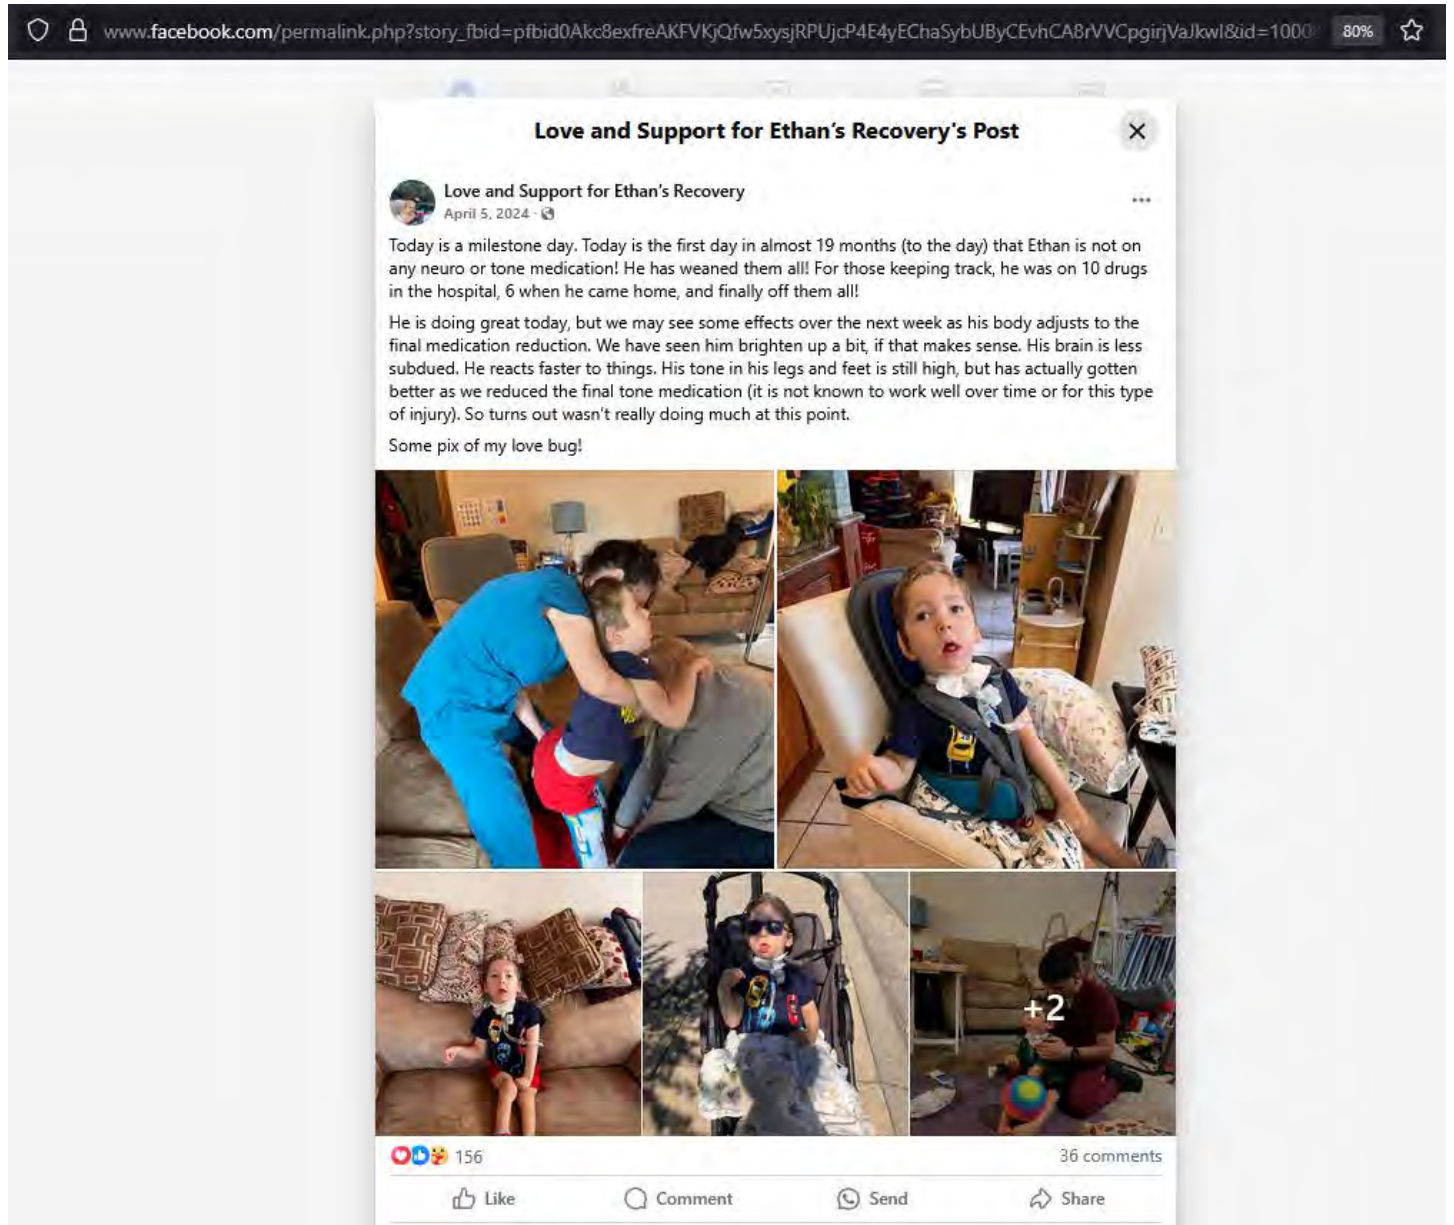 www.facebook.com/permalink.php?story_fbid=pfbid0Akc8exfreAKFVKjQfw5xysjRPUjcP4E4yEChaSybUByCEvhCA8rVVCpgirjVaJkwl&id=1000
80%
Love and Support for Ethan's Recovery's Post
Love and Support for Ethan's Recovery
April 5, 2024 ·
Today is a milestone day. Today is the first day in almost 19 months (to the day) that Ethan is not on
any neuro or tone medication! He has weaned them all! For those keeping track, he was on 10 drugs
in the hospital, 6 when he came home, and finally off them all!
He is doing great today, but we may see some effects over the next week as his body adjusts to the
final medication reduction. We have seen him brighten up a bit, if that makes sense. His brain is less
subdued. He reacts faster to things. His tone in his legs and feet is still high, but has actually gotten
better as we reduced the final tone medication (it is not known to work well over time or for this type
of injury). So turns out wasn't really doing much at this point.
Some pix of my love bug!
+2
156
36 comments
Like
Comment
Send
Share